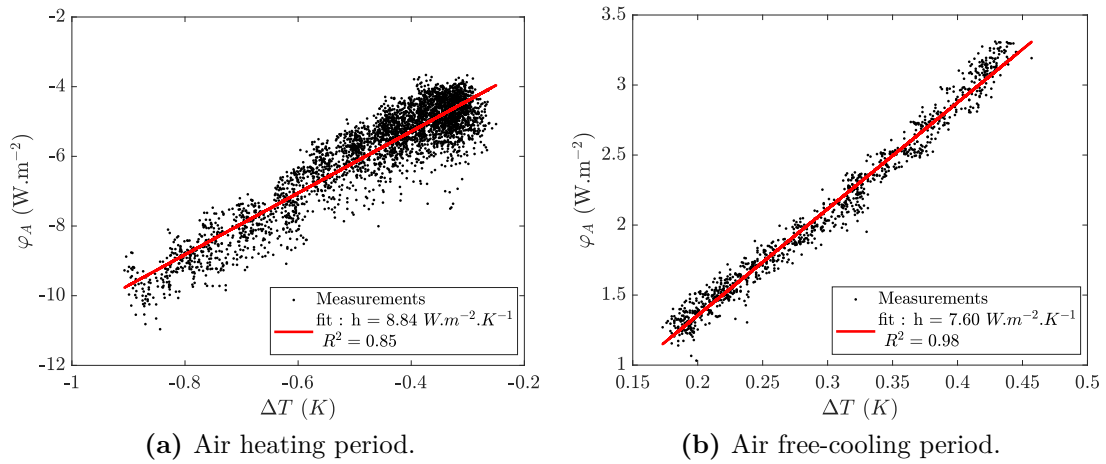 -2
-4
-6
-8
-10
-12
φ_A (W.m⁻²)
Measurements
fit : h = 8.84 W.m⁻².K⁻¹
R² = 0.85
-1
-0.8
-0.6
-0.4
-0.2
ΔT (K)
(a) Air heating period.
3.5
3
2.5
2
1.5
1
φ_A (W.m⁻²)
Measurements
fit : h = 7.60 W.m⁻².K⁻¹
R² = 0.98
0.15
0.2
0.25
0.3
0.35
0.4
0.45
0.5
ΔT (K)
(b) Air free-cooling period.